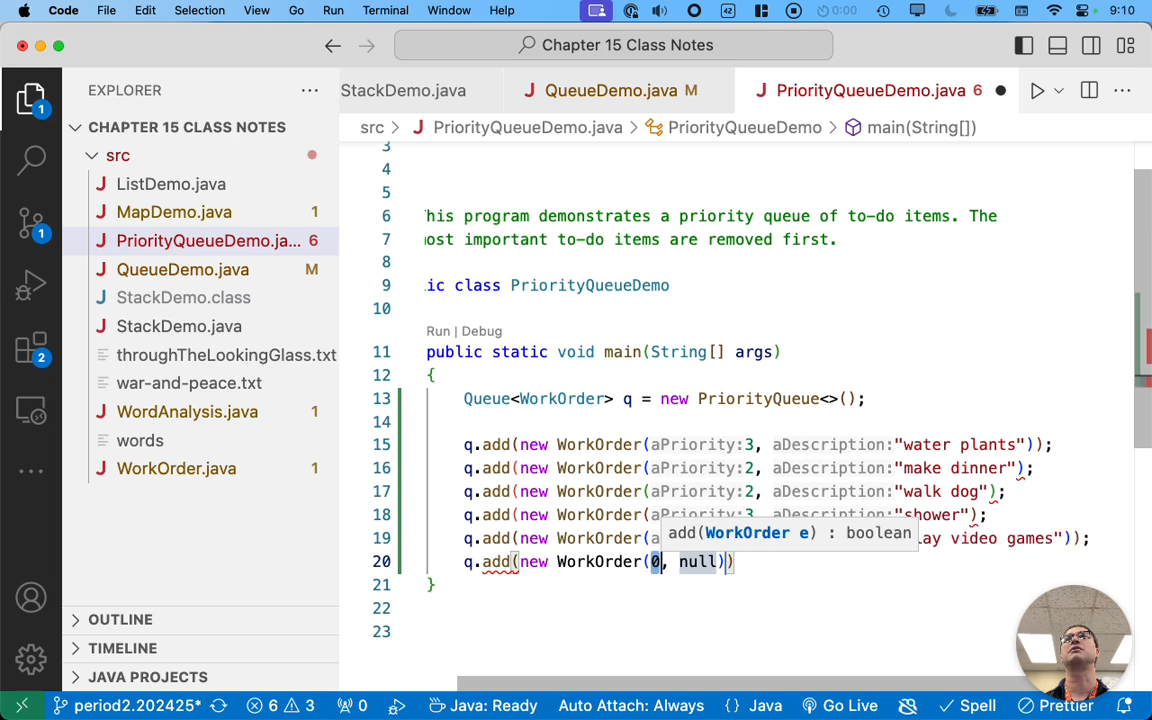 Code File Edit Selection View Go Run Terminal Window Help 42 0:00 9:10
Chapter 15 Class Notes
EXPLORER
StackDemo.java QueueDemo.java M PriorityQueueDemo.java 6
src > PriorityQueueDemo.java > PriorityQueueDemo > main(String[])
CHAPTER 15 CLASS NOTES
src
ListDemo.java
MapDemo.java 1
PriorityQueueDemo.ja... 6
QueueDemo.java M
StackDemo.class
StackDemo.java
throughTheLookingGlass.txt
war-and-peace.txt
WordAnalysis.java 1
words
WorkOrder.java 1
OUTLINE
TIMELINE
JAVA PROJECTS
1
1
2
3
4
5
6 his program demonstrates a priority queue of to-do items. The
7 ost important to-do items are removed first.
8
9 ic class PriorityQueueDemo
10
Run | Debug
11 public static void main(String[] args)
12 {
13 Queue<WorkOrder> q = new PriorityQueue<>();
14
15 q.add(new WorkOrder(aPriority:3, aDescription:"water plants"));
16 q.add(new WorkOrder(aPriority:2, aDescription:"make dinner");
17 q.add(new WorkOrder(aPriority:2, aDescription:"walk dog");
18 q.add(new WorkOrder(aPriority:3, aDescription:"shower");
add(WorkOrder e) : boolean
19 q.add(new WorkOrder(a lay video games"));
20 q.add(new WorkOrder(0, null))
21 }
22
23
period2.202425* 6 3 0 Java: Ready Auto Attach: Always {} Java Go Live Spell Prettier